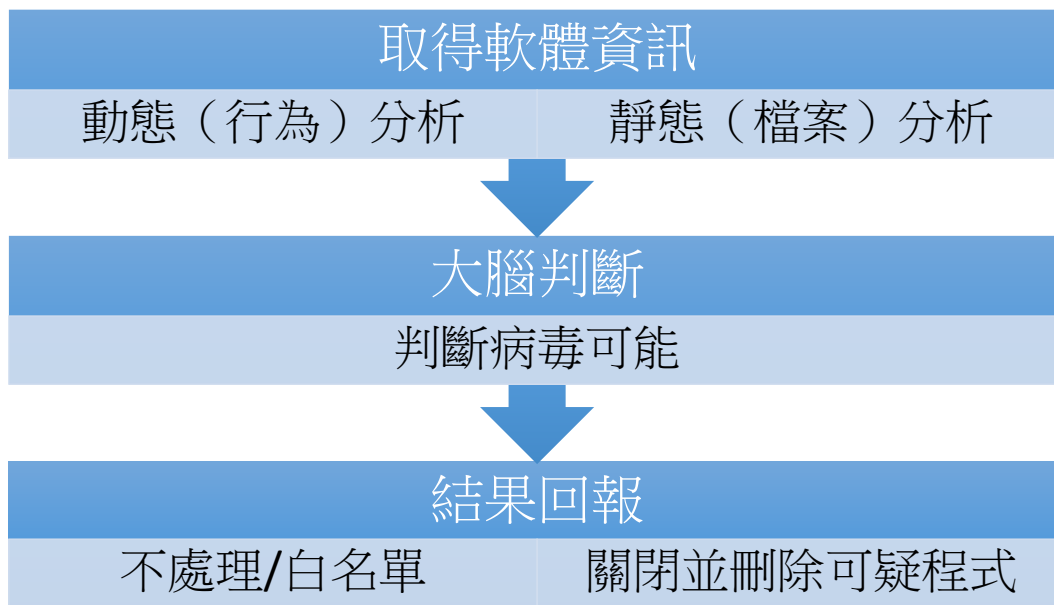 取得軟體資訊
動態（行為）分析
靜態（檔案）分析
大腦判斷
判斷病毒可能
結果回報
不處理/白名單
關閉並刪除可疑程式